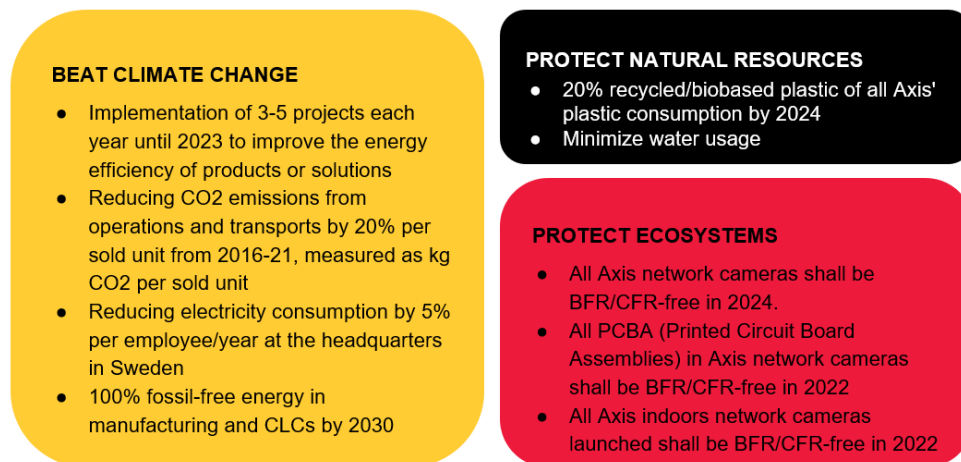 BEAT CLIMATE CHANGE
● Implementation of 3-5 projects each
year until 2023 to improve the energy
efficiency of products or solutions
● Reducing CO2 emissions from
operations and transports by 20% per
sold unit from 2016-21, measured as kg
CO2 per sold unit
● Reducing electricity consumption by 5%
per employee/year at the headquarters
in Sweden
● 100% fossil-free energy in
manufacturing and CLCs by 2030
PROTECT NATURAL RESOURCES
● 20% recycled/biobased plastic of all Axis'
plastic consumption by 2024
● Minimize water usage
PROTECT ECOSYSTEMS
● All Axis network cameras shall be
BFR/CFR-free in 2024.
● All PCBA (Printed Circuit Board
Assemblies) in Axis network cameras
shall be BFR/CFR-free in 2022
● All Axis indoors network cameras
launched shall be BFR/CFR-free in 2022